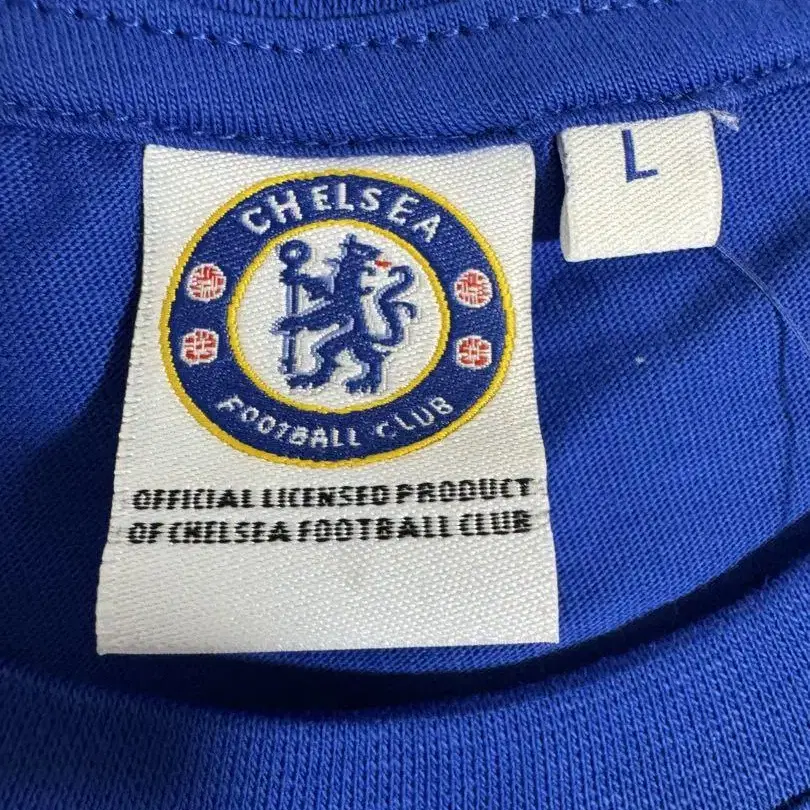 CHELSEA
FOOTBALL CLUB
OFFICIAL LICENSED PRODUCT
OF CHELSEA FOOTBALL CLUB
L